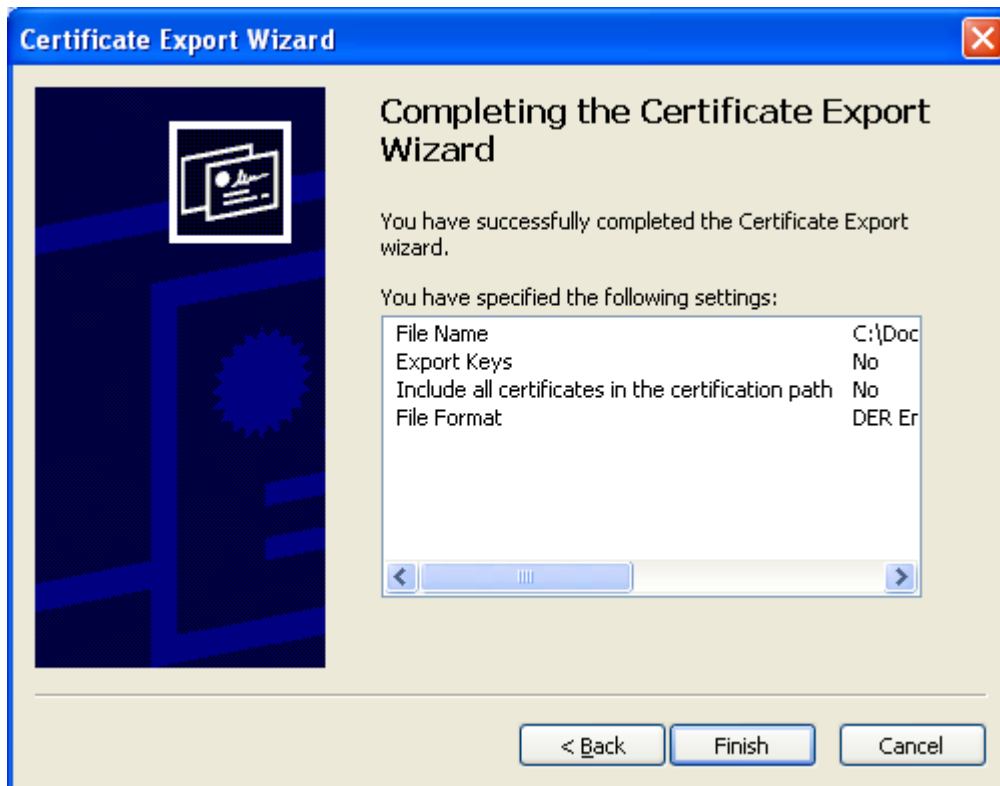 Certificate Export Wizard
Completing the Certificate Export
Wizard
You have successfully completed the Certificate Export
wizard.
You have specified the following settings:
File Name C:\Doc
Export Keys No
Include all certificates in the certification path No
File Format DER Er
< Back Finish Cancel